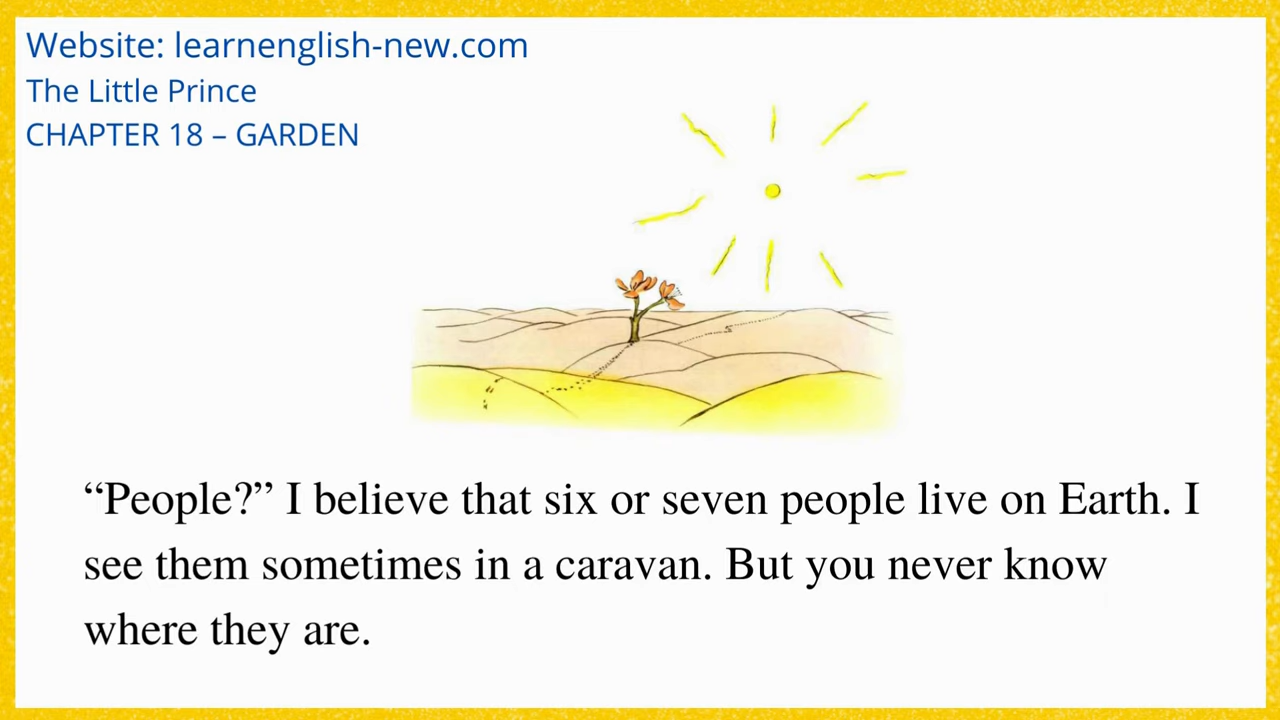 Website: learnenglish-new.com
The Little Prince
CHAPTER 18 – GARDEN
“People?” I believe that six or seven people live on Earth. I
see them sometimes in a caravan. But you never know
where they are.